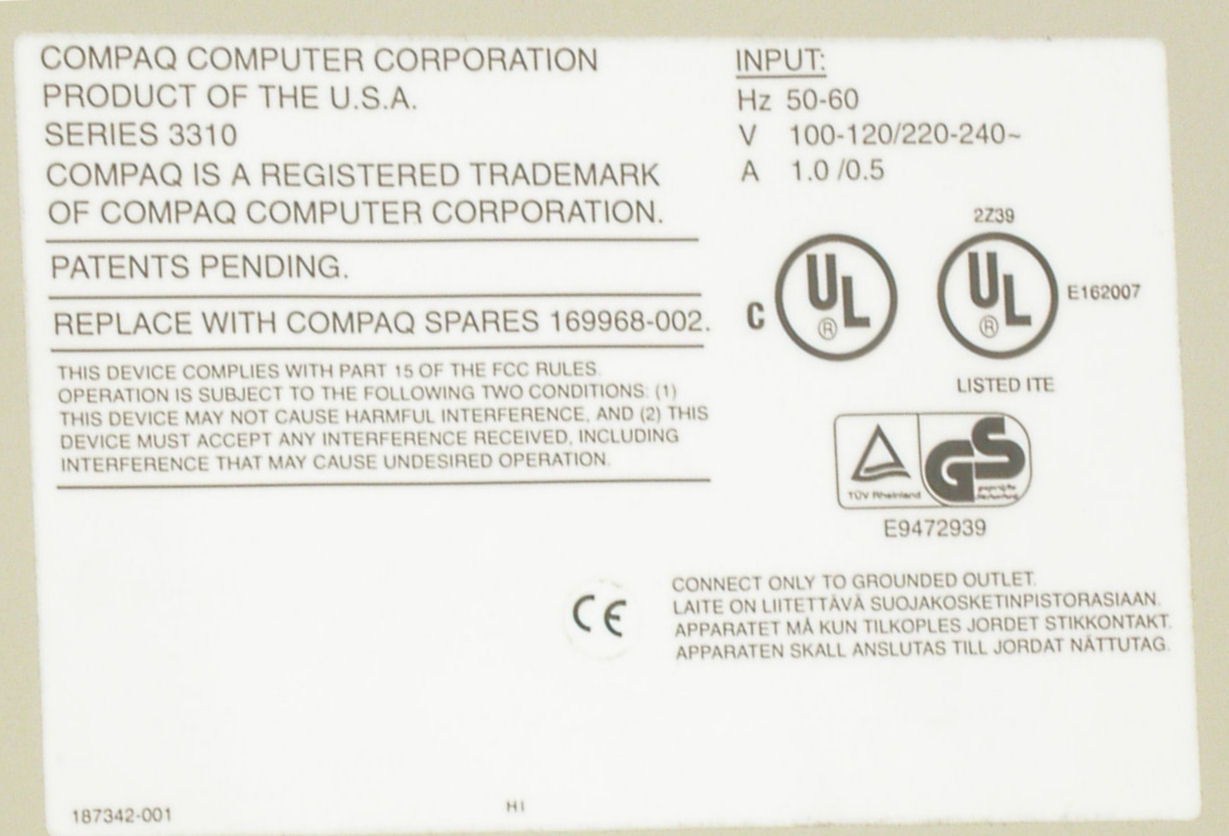 COMPAQ COMPUTER CORPORATION
PRODUCT OF THE U.S.A.
SERIES 3310
COMPAQ IS A REGISTERED TRADEMARK
OF COMPAQ COMPUTER CORPORATION.
PATENTS PENDING.
REPLACE WITH COMPAQ SPARES 169968-002.
THIS DEVICE COMPLIES WITH PART 15 OF THE FCC RULES.
OPERATION IS SUBJECT TO THE FOLLOWING TWO CONDITIONS: (1)
THIS DEVICE MAY NOT CAUSE HARMFUL INTERFERENCE, AND (2) THIS
DEVICE MUST ACCEPT ANY INTERFERENCE RECEIVED, INCLUDING
INTERFERENCE THAT MAY CAUSE UNDESIRED OPERATION.
INPUT:
Hz 50-60
V 100-120/220-240~
A 1.0 /0.5
C UL ®
2Z39
UL ® E162007
LISTED ITE
TÜV Rheinland GS
E9472939
CE
CONNECT ONLY TO GROUNDED OUTLET.
LAITE ON LIITETTÄVÄ SUOJAKOSKETINPISTORASIAAN.
APPARATET MÅ KUN TILKOPLES JORDET STIKKONTAKT.
APPARATEN SKALL ANSLUTAS TILL JORDAT NÄTTUTAG.
187342-001
HI